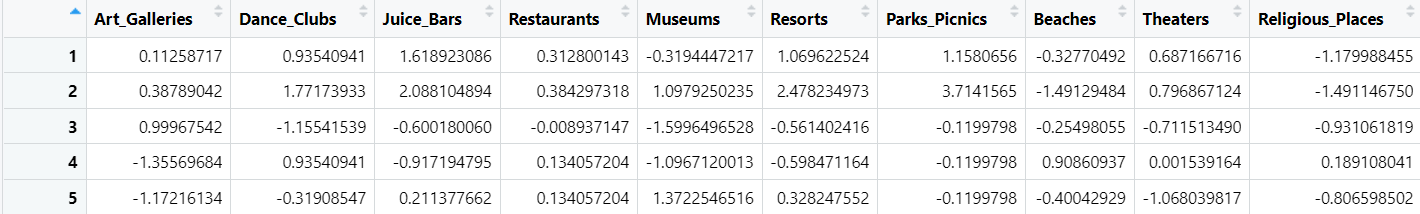 Art_Galleries Dance_Clubs Juice_Bars Restaurants Museums Resorts Parks_Picnics Beaches Theaters Religious_Places
1 0.11258717 0.93540941 1.618923086 0.312800143 -0.3194447217 1.069622524 1.1580656 -0.32770492 0.687166716 -1.179988455
2 0.38789042 1.77173933 2.088104894 0.384297318 1.0979250235 2.478234973 3.7141565 -1.49129484 0.796867124 -1.491146750
3 0.99967542 -1.15541539 -0.600180060 -0.008937147 -1.5996496528 -0.561402416 -0.1199798 -0.25498055 -0.711513490 -0.931061819
4 -1.35569684 0.93540941 -0.917194795 0.134057204 -1.0967120013 -0.598471164 -0.1199798 0.90860937 0.001539164 0.189108041
5 -1.17216134 -0.31908547 0.211377662 0.134057204 1.3722546516 0.328247552 -0.1199798 -0.40042929 -1.068039817 -0.806598502